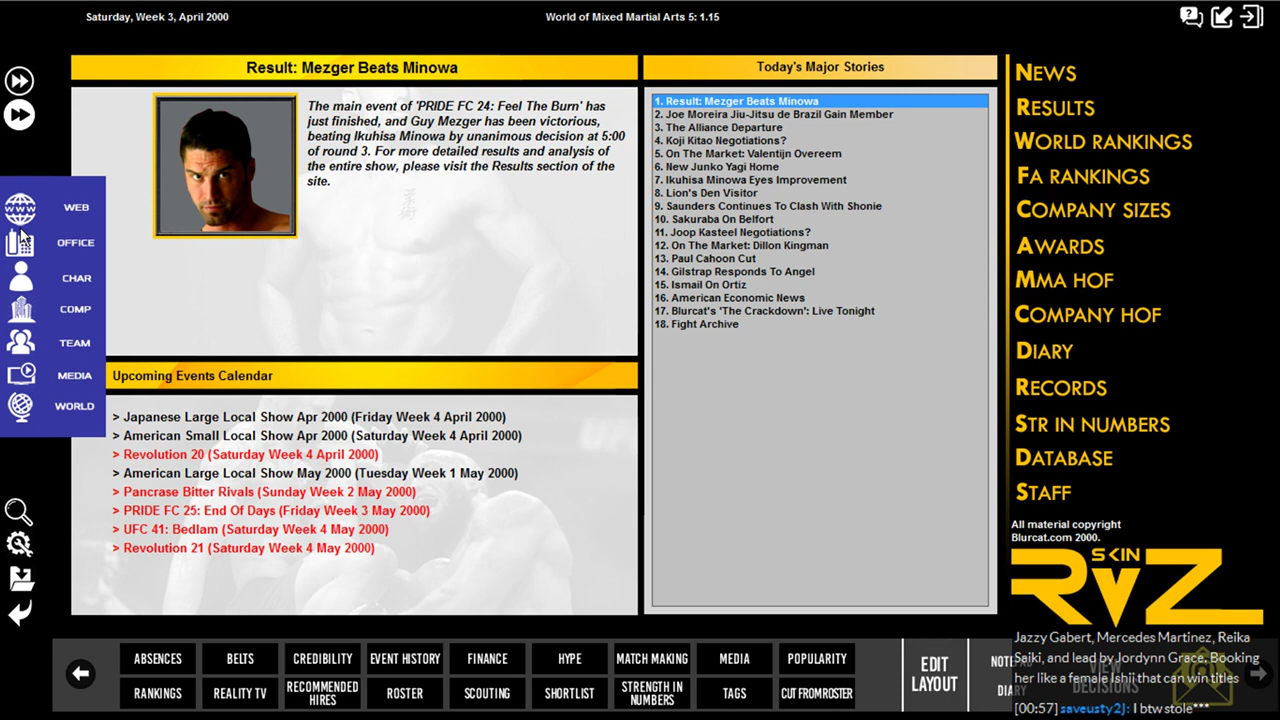 Saturday, Week 3, April 2000
World of Mixed Martial Arts 5: 1.15
Result: Mezger Beats Minowa
The main event of 'PRIDE FC 24: Feel The Burn' has
just finished, and Guy Mezger has been victorious,
beating Ikuhisa Minowa by unanimous decision at 5:00
of round 3. For more detailed results and analysis of
the entire show, please visit the Results section of the
site.
Today's Major Stories
1. Result: Mezger Beats Minowa
2. Joe Moreira Jiu-Jitsu de Brazil Gain Member
3. The Alliance Departure
4. Koji Kitao Negotiations?
5. On The Market: Valentijn Overeem
6. New Junko Yagi Home
7. Ikuhisa Minowa Eyes Improvement
8. Lion's Den Visitor
9. Saunders Continues To Clash With Shonie
10. Sakuraba On Belfort
11. Joop Kasteel Negotiations?
12. On The Market: Dillon Kingman
13. Paul Cahoon Cut
14. Gilstrap Responds To Angel
15. Ismail On Ortiz
16. American Economic News
17. Blurcat's 'The Crackdown': Live Tonight
18. Fight Archive
NEWS
RESULTS
WORLD RANKINGS
FA RANKINGS
COMPANY SIZES
AWARDS
MMA HOF
COMPANY HOF
DIARY
RECORDS
STR IN NUMBERS
DATABASE
STAFF
All material copyright
Blurcat.com 2000.
SKIN
RVZ
WWW
WEB
OFFICE
CHAR
COMP
TEAM
MEDIA
WORLD
Upcoming Events Calendar
> Japanese Large Local Show Apr 2000 (Friday Week 4 April 2000)
> American Small Local Show Apr 2000 (Saturday Week 4 April 2000)
> Revolution 20 (Saturday Week 4 April 2000)
> American Large Local Show May 2000 (Tuesday Week 1 May 2000)
> Pancrase Bitter Rivals (Sunday Week 2 May 2000)
> PRIDE FC 25: End Of Days (Friday Week 3 May 2000)
> UFC 41: Bedlam (Saturday Week 4 May 2000)
> Revolution 21 (Saturday Week 4 May 2000)
ABSENCES
BELTS
CREDIBILITY
EVENT HISTORY
FINANCE
HYPE
MATCH MAKING
MEDIA
POPULARITY
RANKINGS
REALITY TV
RECOMMENDED
HIRES
ROSTER
SCOUTING
SHORTLIST
STRENGTH IN
NUMBERS
TAGS
CUT FROM ROSTER
EDIT
LAYOUT
VIEW
DECISIONS
Jazzy Gabert, Mercedes Martinez, Reika
Saiki, and lead by Jordynn Grace, Booking
her like a female Ishii that can win titles
[00:57] saveusty2J: I btw stole***